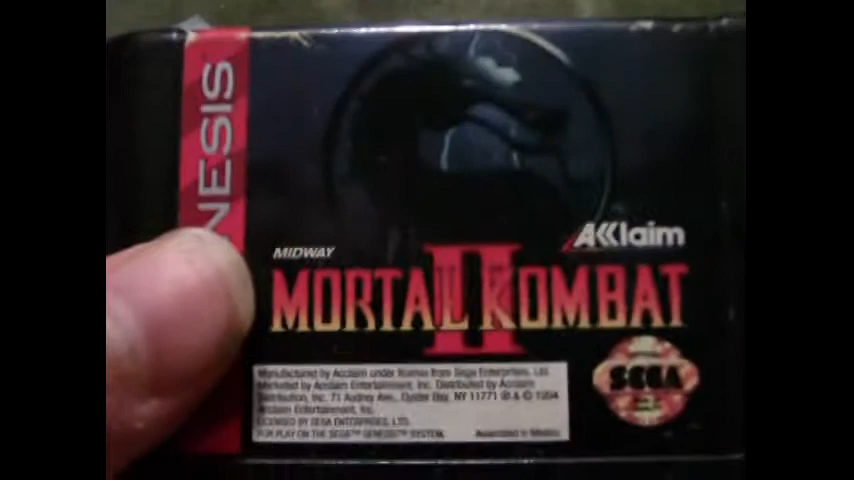 NESIS
MIDWAY
AKKlaim
II
MORTAL KOMBAT
SEGA
Manufactured by Acclaim under license from Sega Enterprises, Ltd.
Marketed by Acclaim Entertainment, Inc. Distributed by Acclaim
Distribution, Inc. 71 Audrey Ave., Oyster Bay, NY 11771 ® & © 1994
Acclaim Entertainment, Inc.
LICENSED BY SEGA ENTERPRISES, LTD.
FOR PLAY ON THE SEGA™ GENESIS™ SYSTEM.
Assembled in Mexico